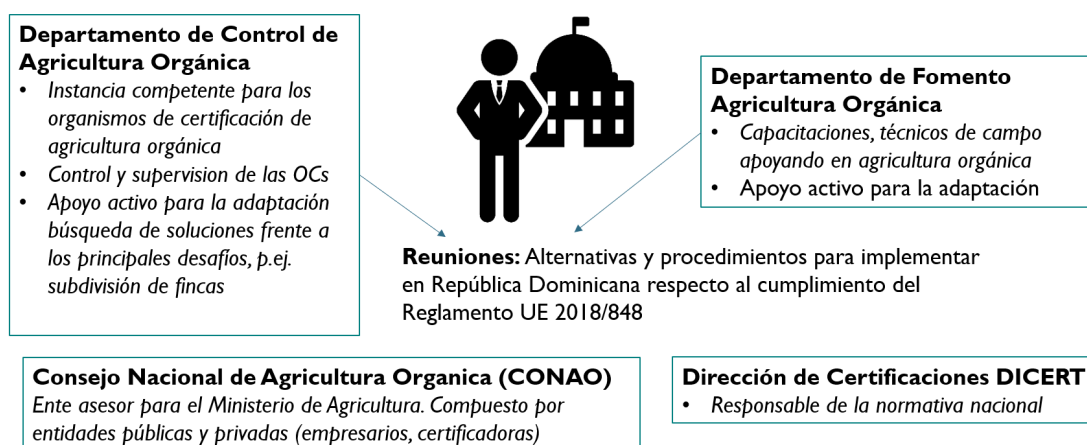 Departamento de Control de
Agricultura Orgánica
• Instancia competente para los
organismos de certificación de
agricultura orgánica
• Control y supervision de las OCs
• Apoyo activo para la adaptación
búsqueda de soluciones frente a
los principales desafíos, p.ej.
subdivisión de fincas
Departamento de Fomento
Agricultura Orgánica
• Capacitaciones, técnicos de campo
apoyando en agricultura orgánica
• Apoyo activo para la adaptación
Reuniones: Alternativas y procedimientos para implementar
en República Dominicana respecto al cumplimiento del
Reglamento UE 2018/848
Consejo Nacional de Agricultura Organica (CONAO)
Ente asesor para el Ministerio de Agricultura. Compuesto por
entidades públicas y privadas (empresarios, certificadoras)
Dirección de Certificaciones DICERT
• Responsable de la normativa nacional